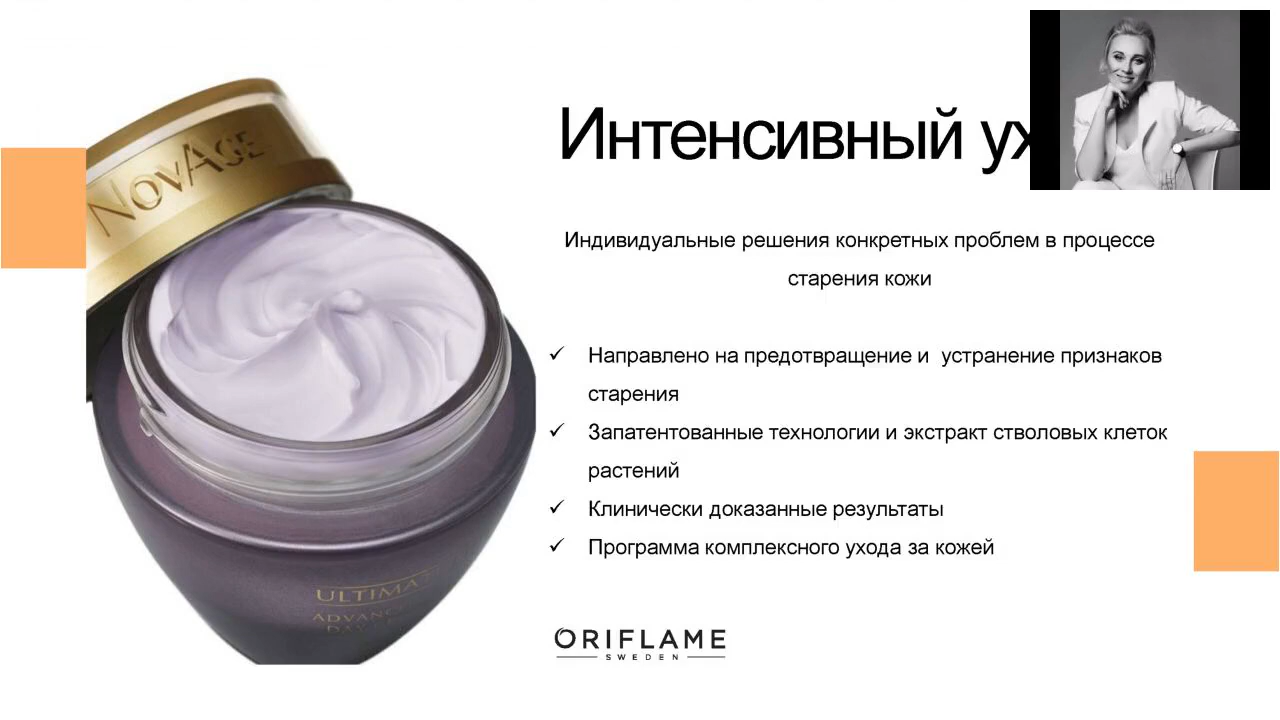 Интенсивный
NOVAGE
Индивидуальные решения конкретных проблем в процессе
старения кожи
✓ Направлено на предотвращение и устранение признаков
старения
✓ Запатентованные технологии и экстракт стволовых клеток
растений
✓ Клинически доказанные результаты
✓ Программа комплексного ухода за кожей
ORIFLAME
SWEDEN